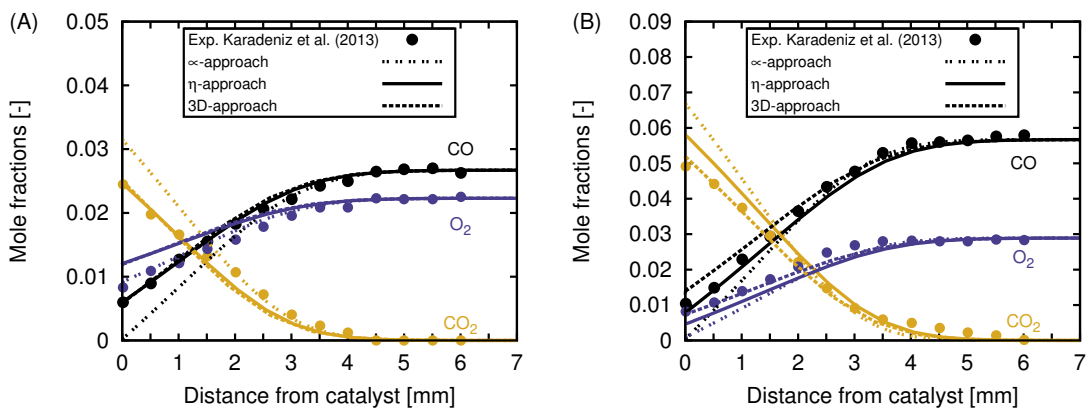 (A)
0.05
0.04
0.03
0.02
0.01
0
Mole fractions [-]
Exp. Karadeniz et al. (2013)
∝-approach
η-approach
3D-approach
CO
O₂
CO₂
0 1 2 3 4 5 6 7
Distance from catalyst [mm]
(B)
0.09
0.08
0.07
0.06
0.05
0.04
0.03
0.02
0.01
0
Mole fractions [-]
Exp. Karadeniz et al. (2013)
∝-approach
η-approach
3D-approach
CO
O₂
CO₂
0 1 2 3 4 5 6 7
Distance from catalyst [mm]